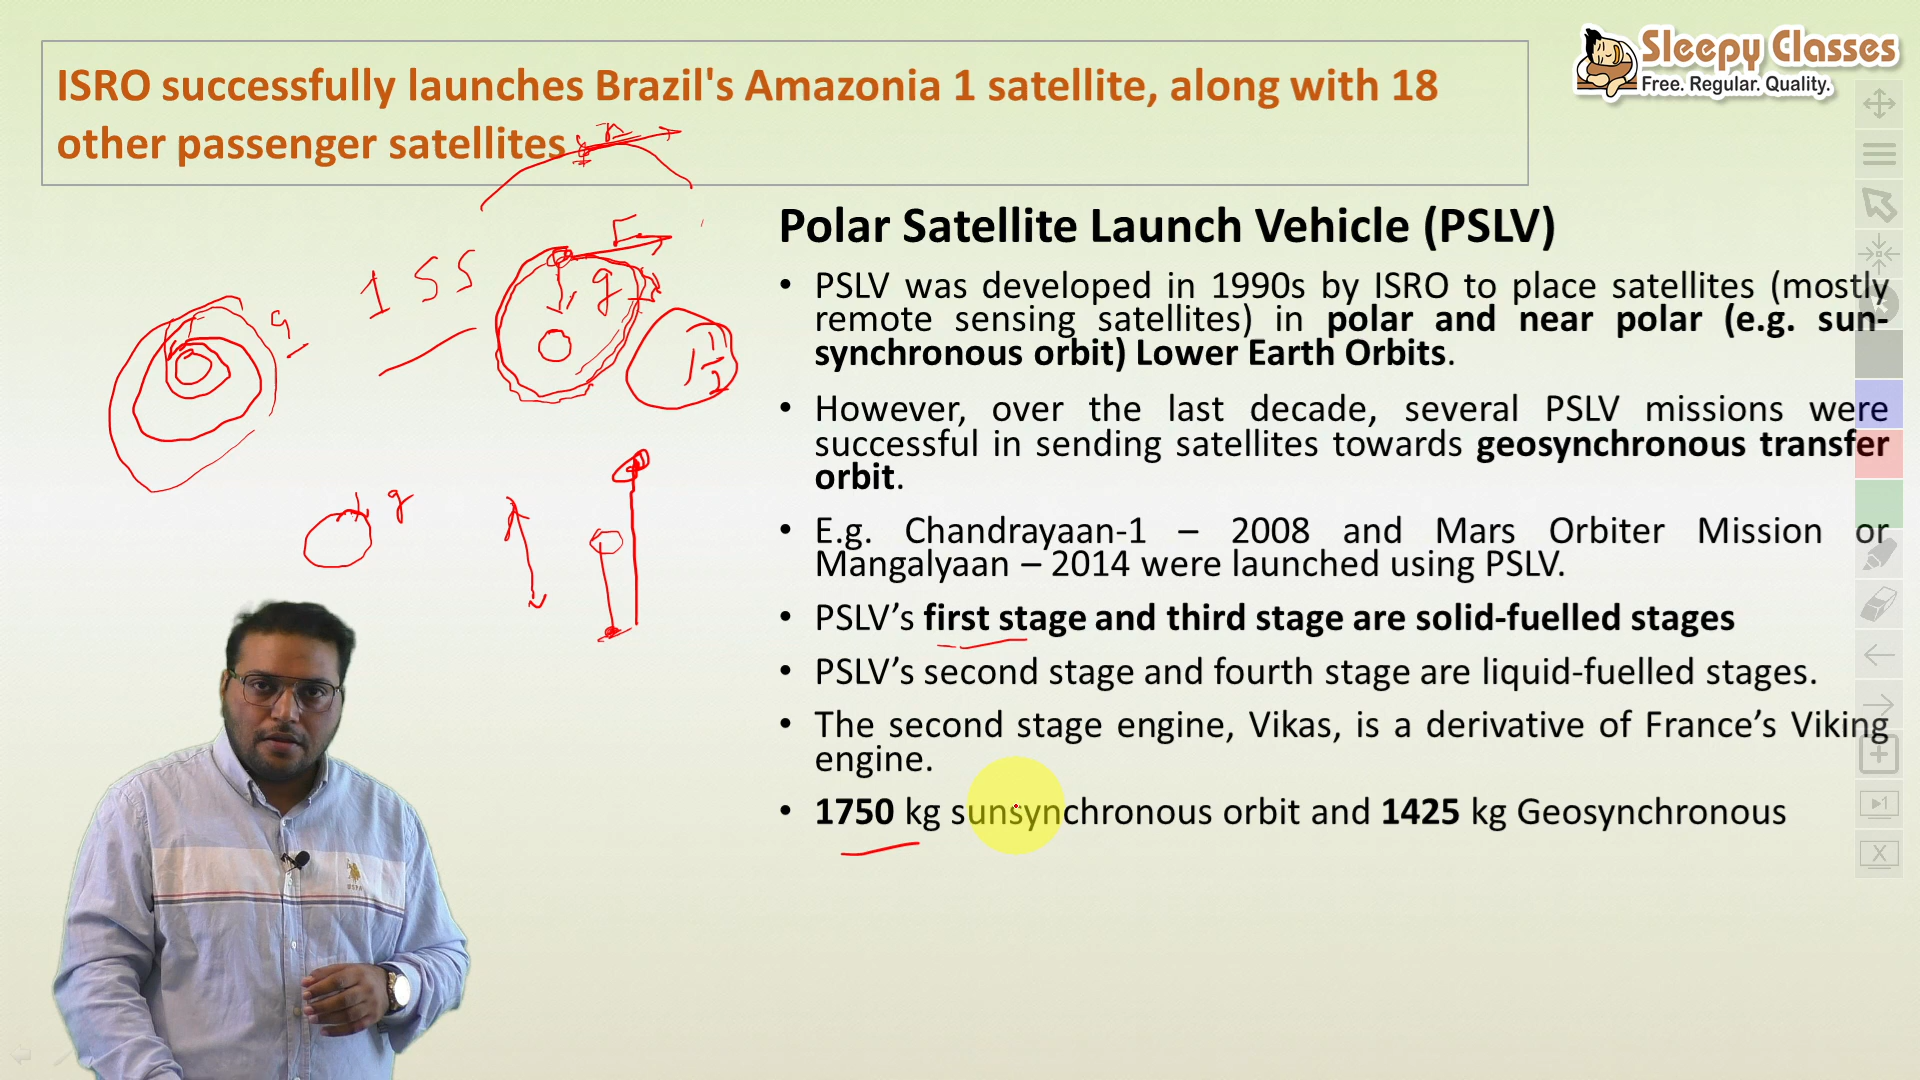 Sleepy Classes
Free. Regular. Quality.
ISRO successfully launches Brazil's Amazonia 1 satellite, along with 18
other passenger satellites
Polar Satellite Launch Vehicle (PSLV)
• PSLV was developed in 1990s by ISRO to place satellites (mostly
remote sensing satellites) in polar and near polar (e.g. sun-
synchronous orbit) Lower Earth Orbits.
• However, over the last decade, several PSLV missions were
successful in sending satellites towards geosynchronous transfer
orbit.
• E.g. Chandrayaan-1 – 2008 and Mars Orbiter Mission or
Mangalyaan – 2014 were launched using PSLV.
• PSLV’s first stage and third stage are solid-fuelled stages
• PSLV’s second stage and fourth stage are liquid-fuelled stages.
• The second stage engine, Vikas, is a derivative of France’s Viking
engine.
• 1750 kg sunsynchronous orbit and 1425 kg Geosynchronous
ISS
g
g
F